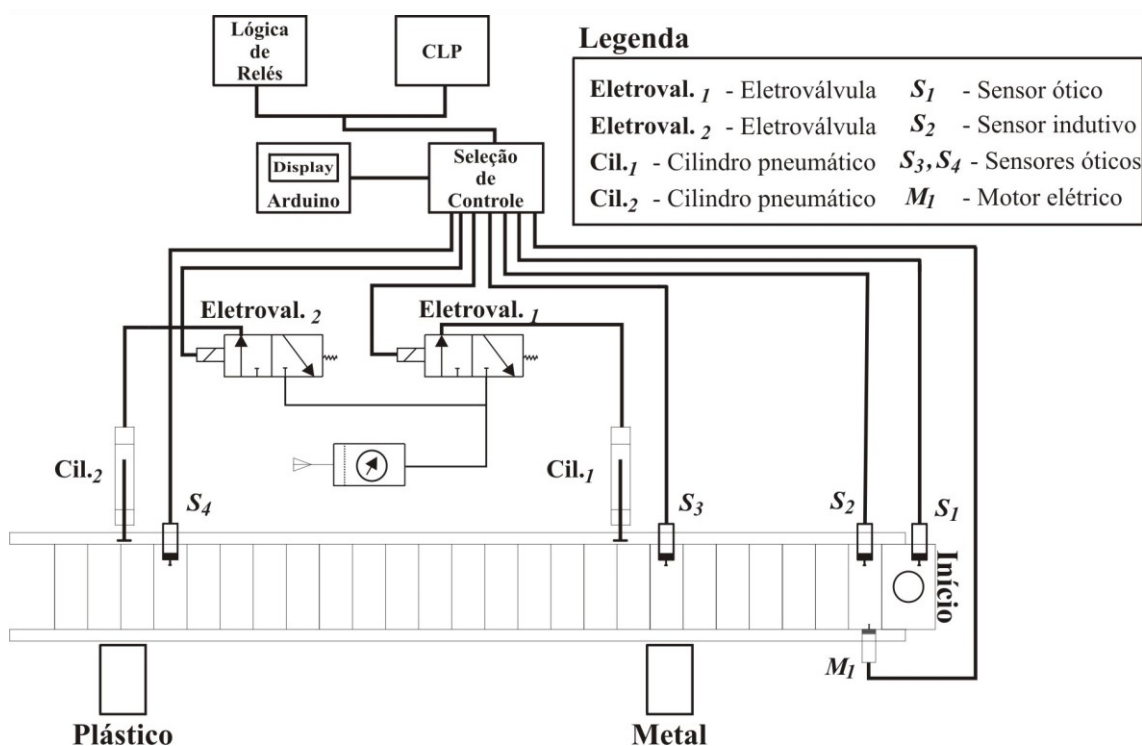 Lógica
de
Relés
CLP
Display
Arduino
Seleção
de
Controle
Legenda
Eletroval. 1 - Eletroválvula S1 - Sensor ótico
Eletroval. 2 - Eletroválvula S2 - Sensor indutivo
Cil.1 - Cilindro pneumático S3, S4 - Sensores óticos
Cil.2 - Cilindro pneumático M1 - Motor elétrico
Eletroval. 2
Eletroval. 1
Cil.2
S4
Cil.1
S3
S2
S1
Início
M1
Plástico
Metal